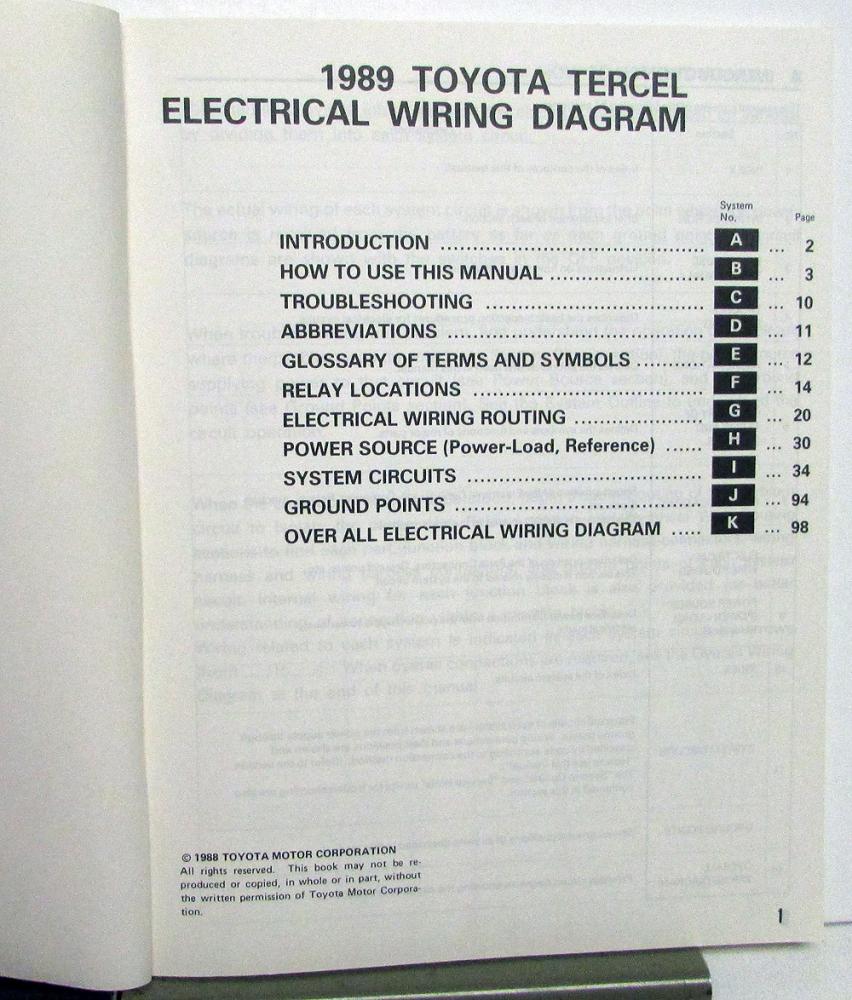 1989 TOYOTA TERCEL
ELECTRICAL WIRING DIAGRAM
System
No. Page
INTRODUCTION ........................................ A ... 2
HOW TO USE THIS MANUAL ....................... B ... 3
TROUBLESHOOTING ................................. C ... 10
ABBREVIATIONS ...................................... D ... 11
GLOSSARY OF TERMS AND SYMBOLS ........... E ... 12
RELAY LOCATIONS ................................... F ... 14
ELECTRICAL WIRING ROUTING .................... G ... 20
POWER SOURCE (Power-Load, Reference) ...... H ... 30
SYSTEM CIRCUITS .................................... I ... 34
GROUND POINTS ...................................... J ... 94
OVER ALL ELECTRICAL WIRING DIAGRAM ..... K ... 98
© 1988 TOYOTA MOTOR CORPORATION
All rights reserved. This book may not be re-
produced or copied, in whole or in part, without
the written permission of Toyota Motor Corpora-
tion.
1